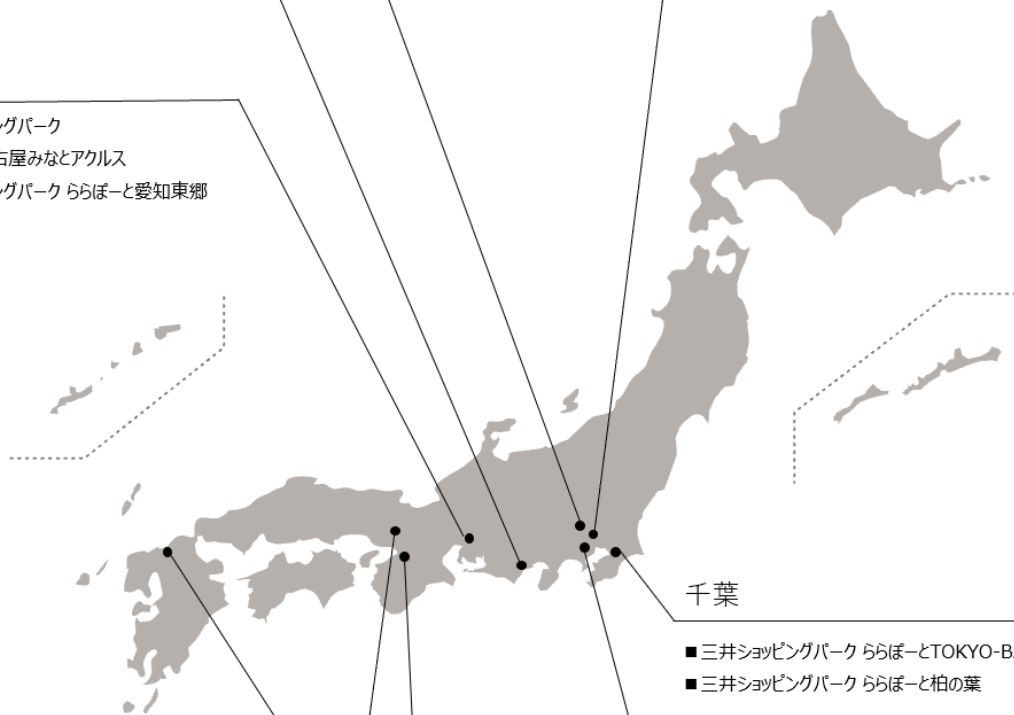 ングパーク
古屋みなとアクルス
ングパーク ららぽーと愛知東郷
千葉
■ 三井ショッピングパーク ららぽーとTOKYO-B
■ 三井ショッピングパーク ららぽーと柏の葉